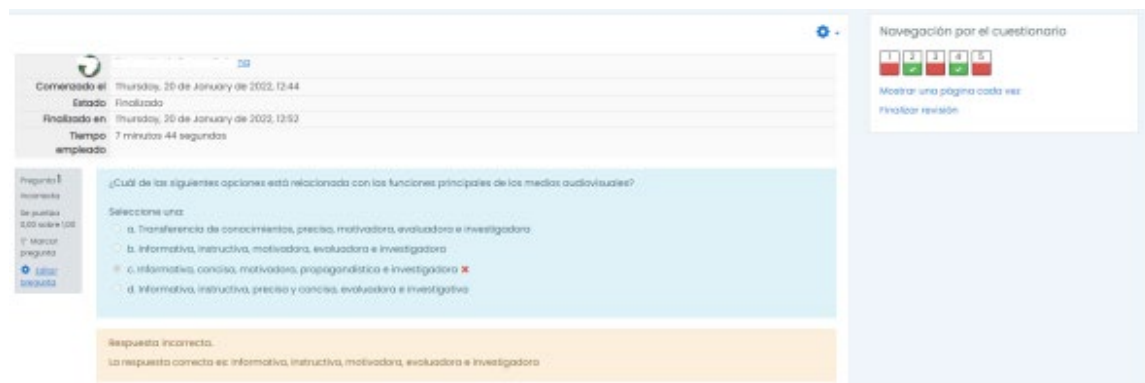 Comenzado el Thursday, 20 de January de 2022, 12:44
Estado Finalizado
Finalizado en Thursday, 20 de January de 2022, 12:52
Tiempo empleado 7 minutos 44 segundos
Pregunta 1
Incorrecta
Se puntúa
0,00 sobre 1,00
Marcar
pregunta
Editar
pregunta
¿Cuál de las siguientes opciones está relacionada con las funciones principales de los medios audiovisuales?
Seleccione una:
a. Transferencia de conocimientos, precisa, motivadora, evaluadora e investigadora
b. Informativa, instructiva, motivadora, evaluadora e investigadora
c. Informativa, concisa, motivadora, propagandística e investigadora
d. Informativa, instructiva, precisa y concisa, evaluadora e investigativa
Respuesta incorrecta.
La respuesta correcta es: Informativa, instructiva, motivadora, evaluadora e investigadora
Navegación por el cuestionario
1 2 3 4 5
Mostrar una página cada vez
Finalizar revisión